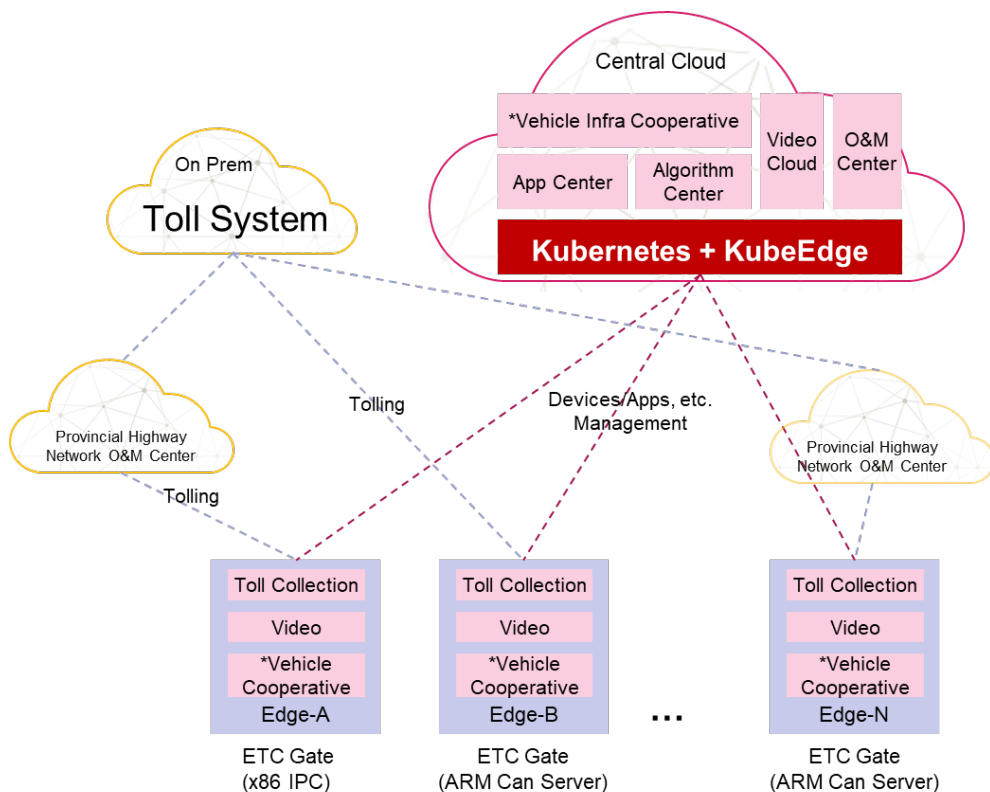 Central Cloud
*Vehicle Infra Cooperative
Video
Cloud
O&M
Center
App Center
Algorithm
Center
Kubernetes + KubeEdge
On Prem
Toll System
Provincial Highway
Network O&M Center
Tolling
Tolling
Devices/Apps, etc.
Management
Provincial Highway
Network O&M Center
Toll Collection
Video
*Vehicle
Cooperative
Edge-A
ETC Gate
(x86 IPC)
Toll Collection
Video
*Vehicle
Cooperative
Edge-B
ETC Gate
(ARM Can Server)
...
Toll Collection
Video
*Vehicle
Cooperative
Edge-N
ETC Gate
(ARM Can Server)